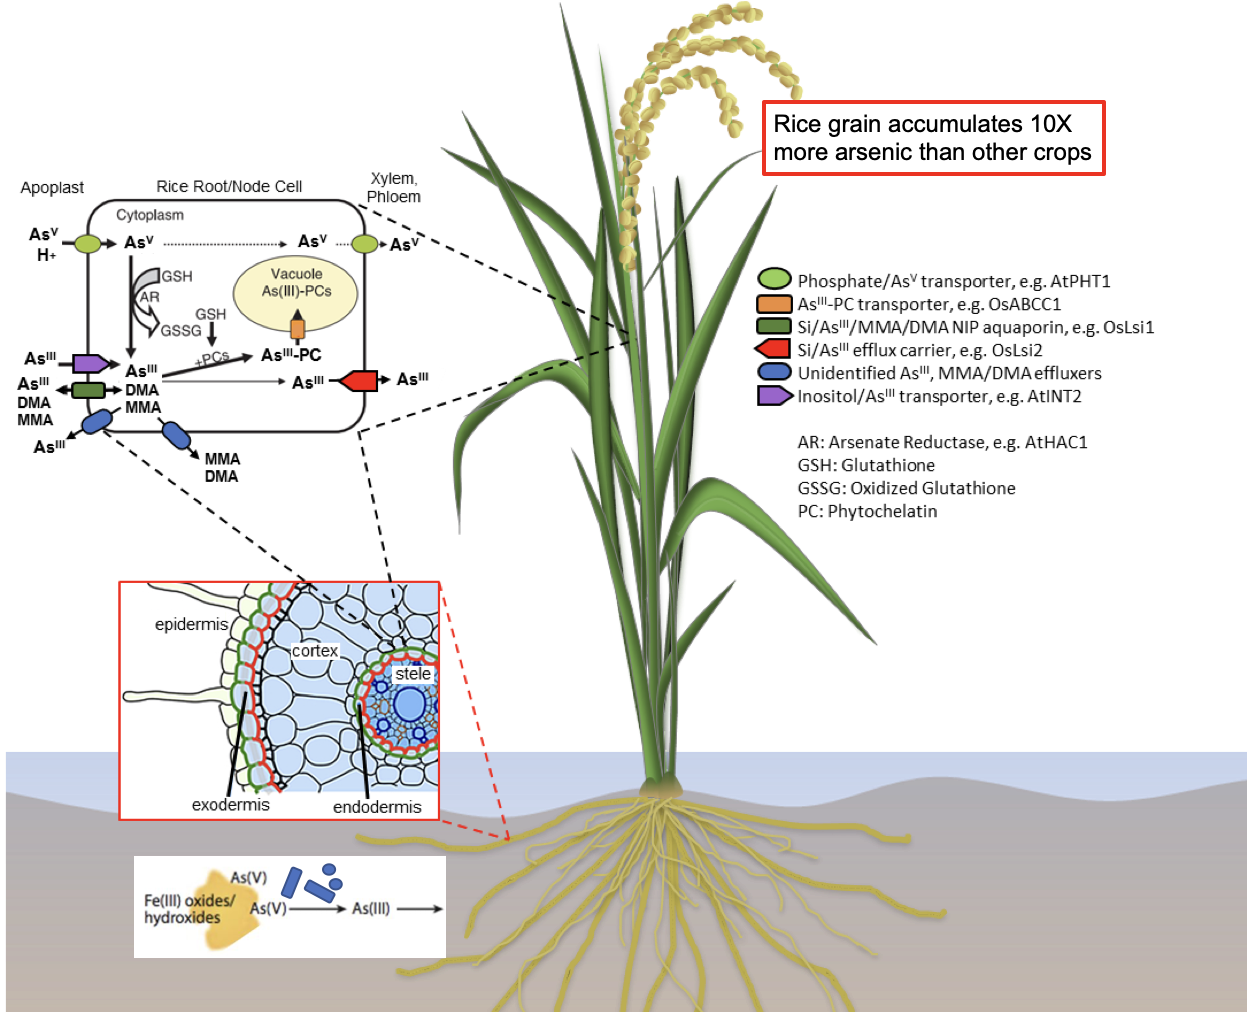 Rice grain accumulates 10X
more arsenic than other crops
Apoplast
Rice Root/Node Cell
Xylem,
Phloem
Cytoplasm
Asⱽ
H+
Asⱽ
Asⱽ
Asⱽ
GSH
AR
GSSG
Vacuole
As(III)-PCs
GSH
+PCs
Asᴵᴵᴵ-PC
Asᴵᴵᴵ
Asᴵᴵᴵ
DMA
MMA
Asᴵᴵᴵ
DMA
MMA
Asᴵᴵᴵ
Asᴵᴵᴵ
Asᴵᴵᴵ
MMA
DMA
Phosphate/Asⱽ transporter, e.g. AtPHT1
Asᴵᴵᴵ-PC transporter, e.g. OsABCC1
Si/Asᴵᴵᴵ/MMA/DMA NIP aquaporin, e.g. OsLsi1
Si/Asᴵᴵᴵ efflux carrier, e.g. OsLsi2
Unidentified Asᴵᴵᴵ, MMA/DMA effluxers
Inositol/Asᴵᴵᴵ transporter, e.g. AtINT2
AR: Arsenate Reductase, e.g. AtHAC1
GSH: Glutathione
GSSG: Oxidized Glutathione
PC: Phytochelatin
epidermis
cortex
stele
exodermis
endodermis
As(V)
Fe(III) oxides/
hydroxides
As(V)
As(III)